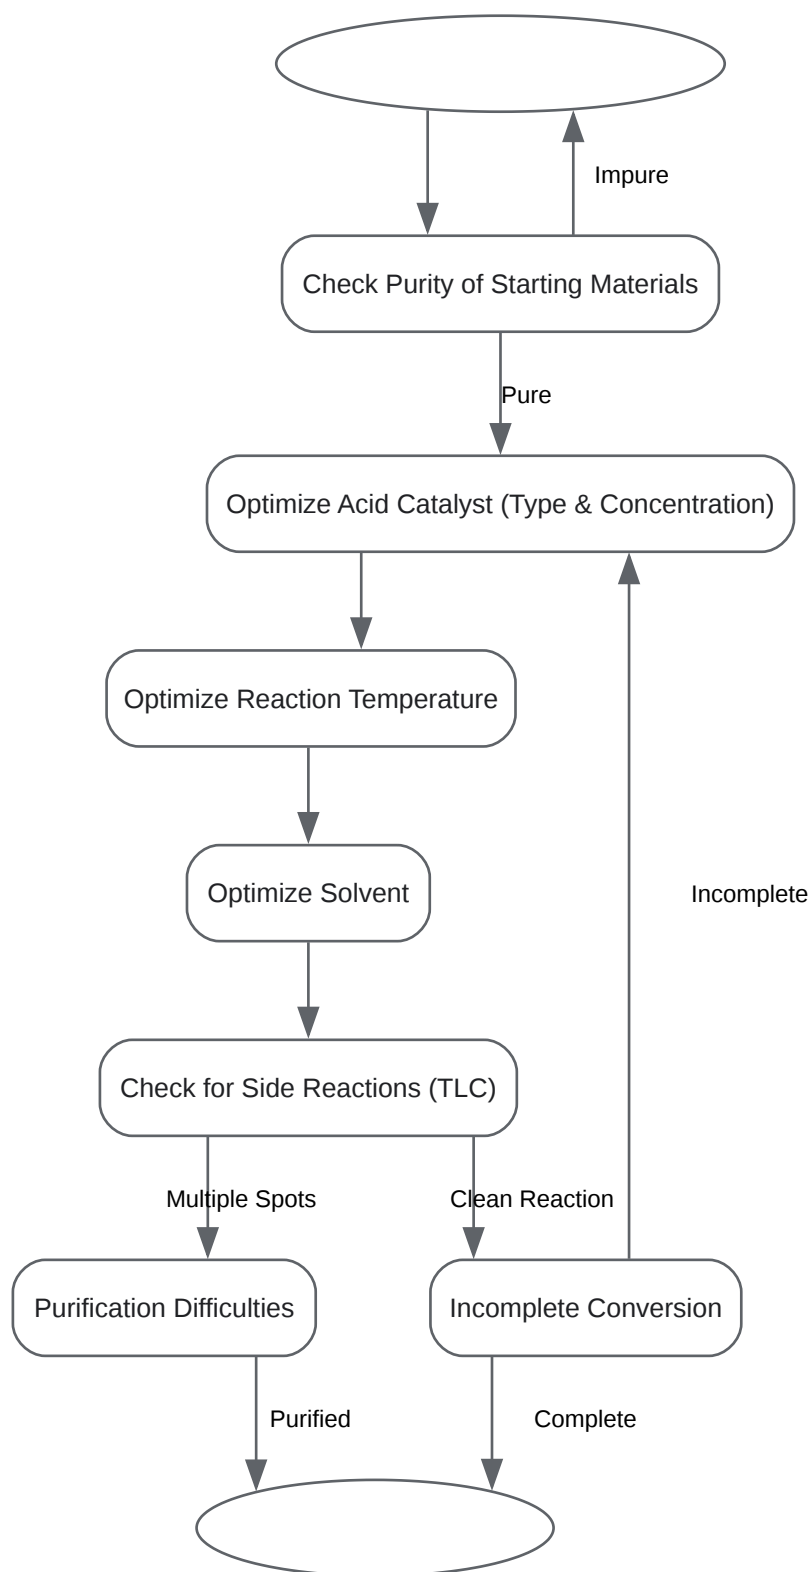 Impure
Check Purity of Starting Materials
Pure
Optimize Acid Catalyst (Type & Concentration)
Optimize Reaction Temperature
Optimize Solvent
Incomplete
Check for Side Reactions (TLC)
Multiple Spots
Clean Reaction
Purification Difficulties
Incomplete Conversion
Purified
Complete